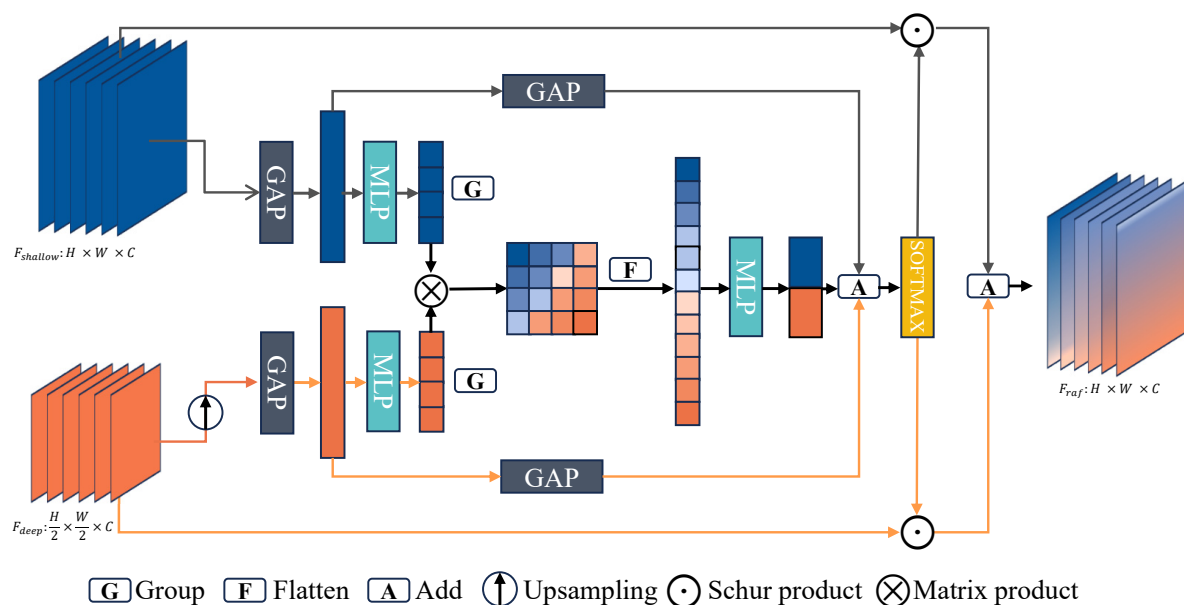 GAP
GAP
MLP
G
F_shallow: H × W × C
F
MLP
A
SOFTMAX
A
GAP
MLP
G
F_raf: H × W × C
GAP
F_deep: H/2 × W/2 × C
G Group F Flatten A Add Upsampling Schur product Matrix product